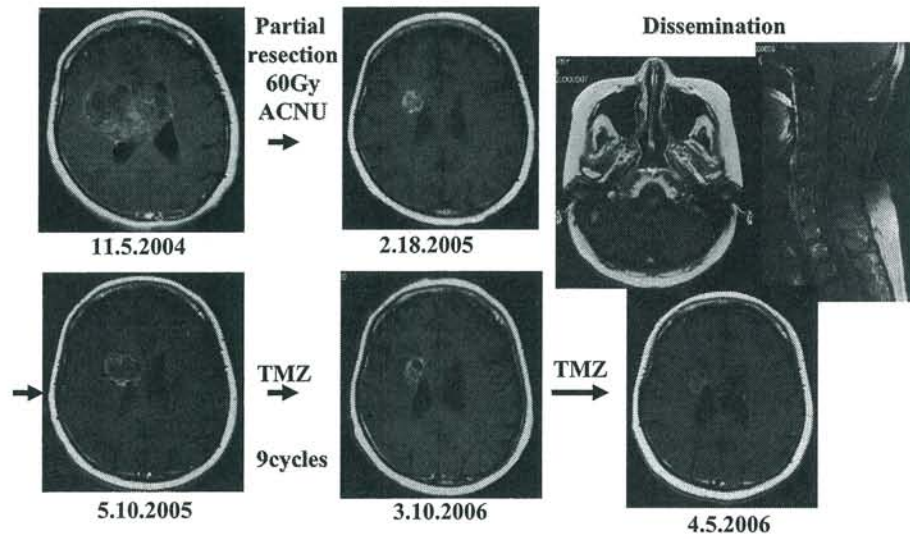 Partial
resection
60Gy
ACNU
Dissemination
11.5.2004
2.18.2005
TMZ
9cycles
TMZ
5.10.2005
3.10.2006
4.5.2006